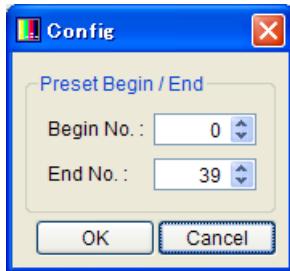 Config
Preset Begin / End
Begin No. : 0
End No. : 39
OK Cancel